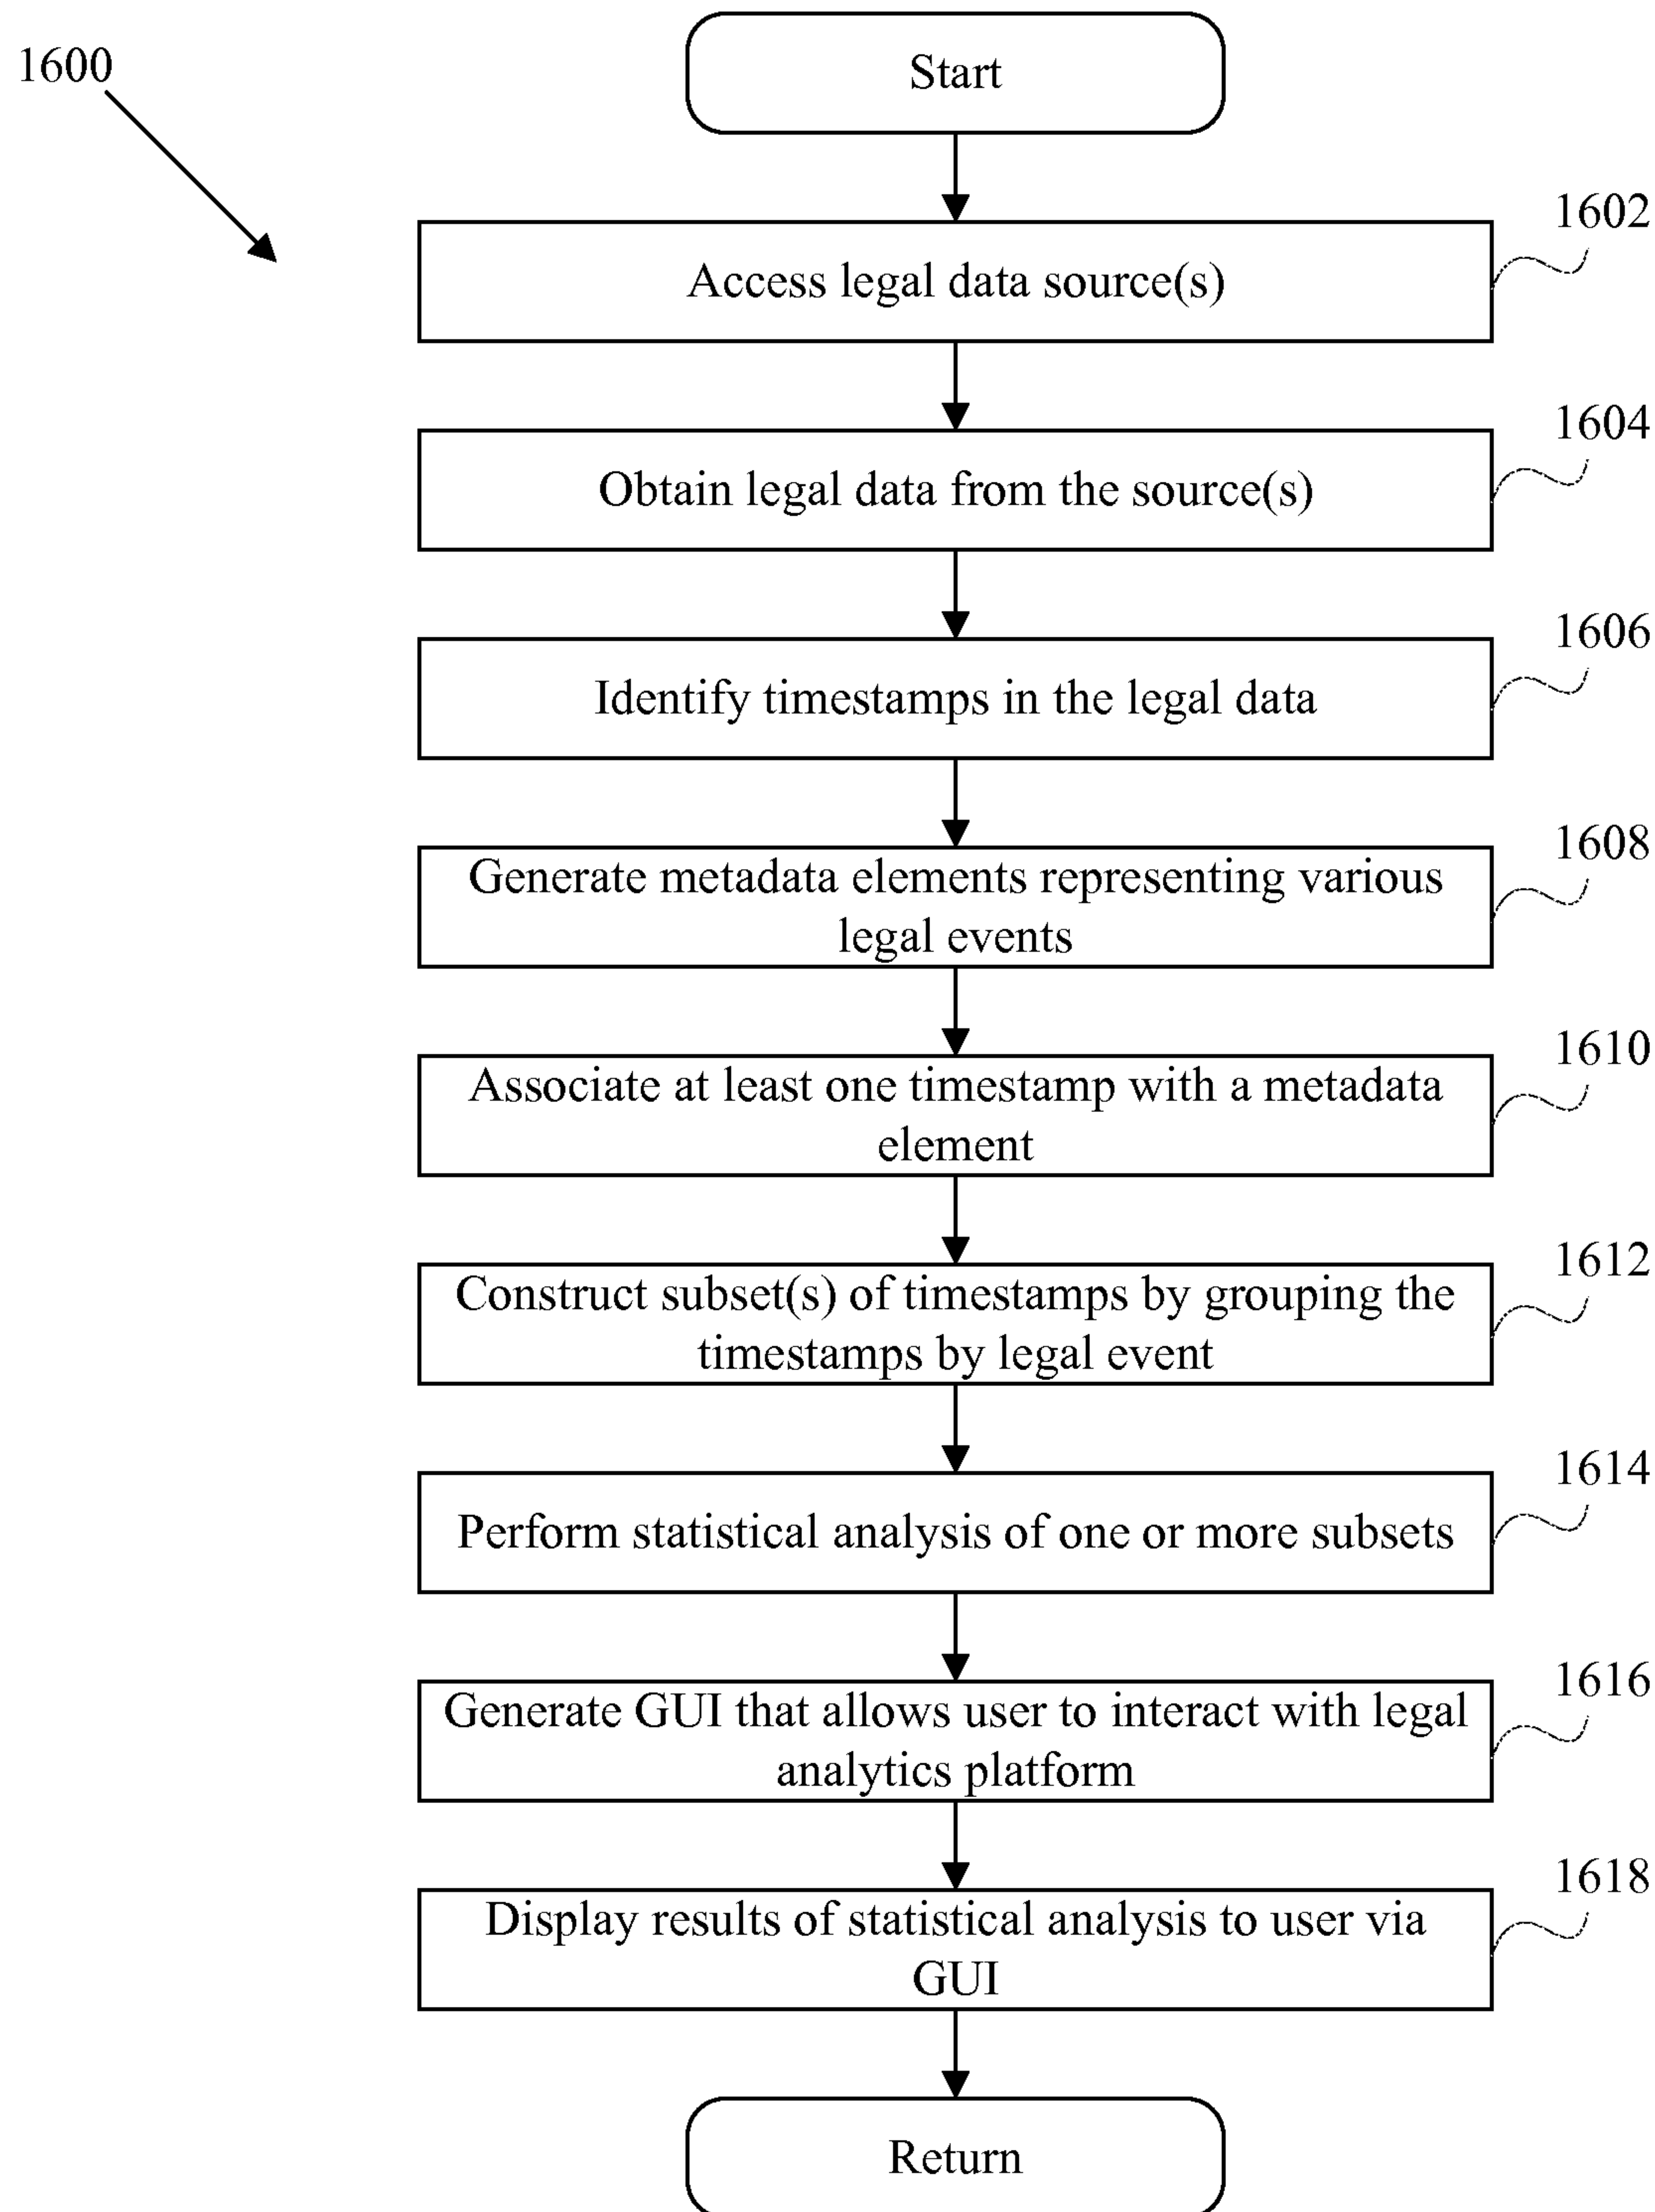 1600
Start
1602
Access legal data source(s)
1604
Obtain legal data from the source(s)
1606
Identify timestamps in the legal data
1608
Generate metadata elements representing various
legal events
1610
Associate at least one timestamp with a metadata
element
1612
Construct subset(s) of timestamps by grouping the
timestamps by legal event
1614
Perform statistical analysis of one or more subsets
1616
Generate GUI that allows user to interact with legal
analytics platform
1618
Display results of statistical analysis to user via
GUI
Return